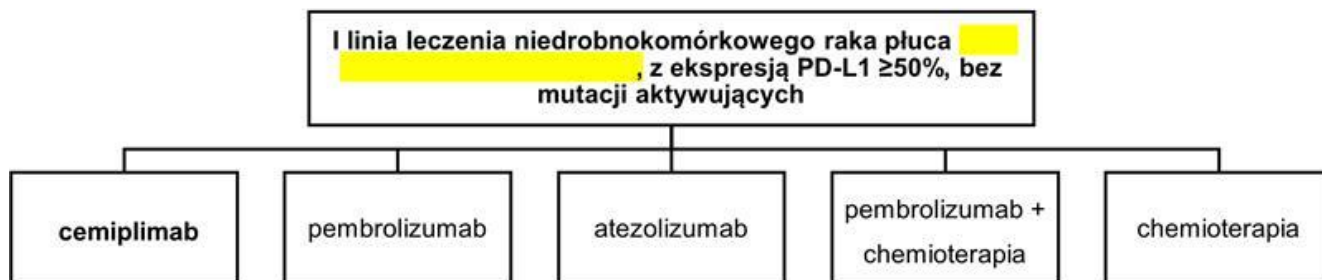 I linia leczenia niedrobnokomórkowego raka płuca
, z ekspresją PD-L1 ≥50%, bez
mutacji aktywujących
cemiplimab
pembrolizumab
atezolizumab
pembrolizumab +
chemioterapia
chemioterapia